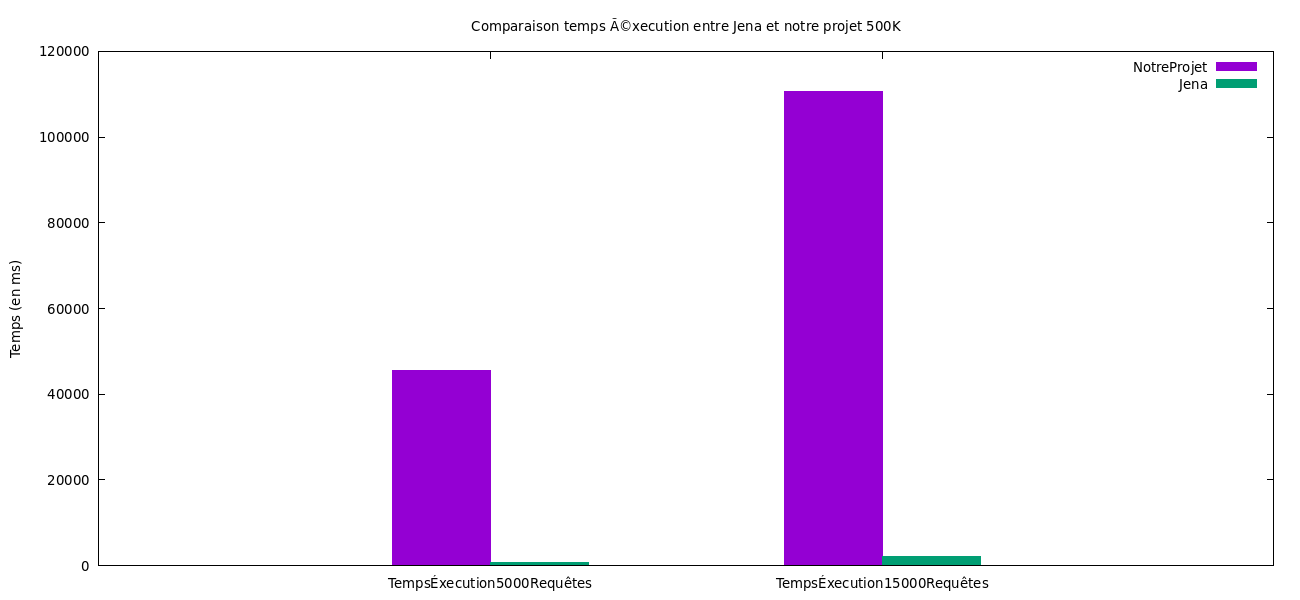 Comparaison temps Ã©xecution entre Jena et notre projet 500K
120000
100000
80000
60000
40000
20000
0
Temps (en ms)
NotreProjet
Jena
TempsÉxecution5000Requêtes
TempsÉxecution15000Requêtes